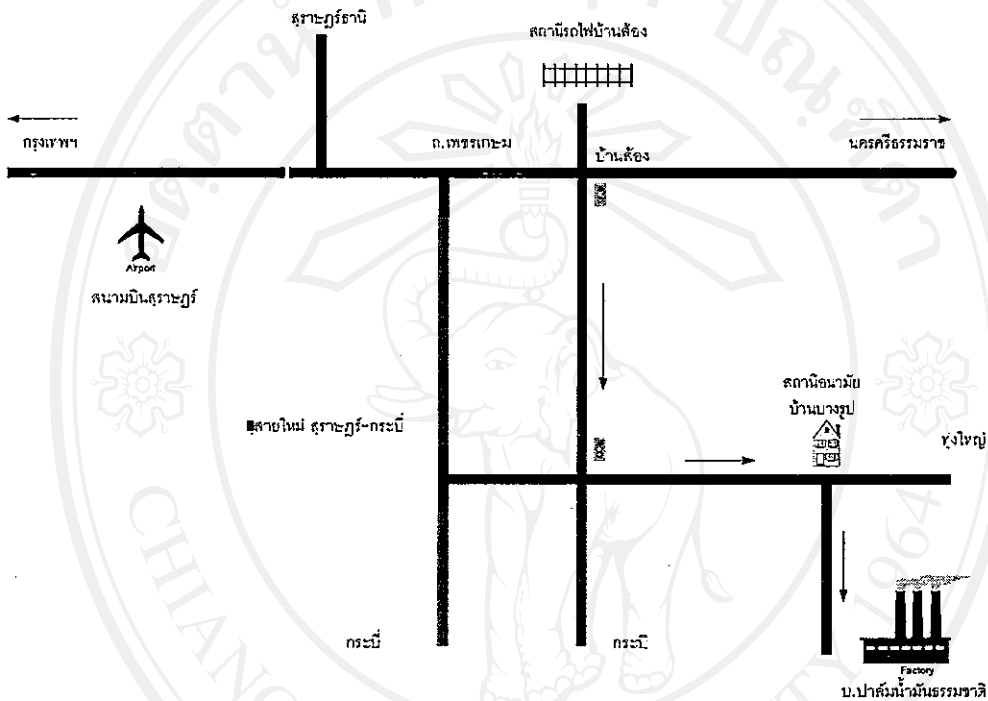 สุราษฎร์ธานี
สถานีรถไฟบ้านส้อง
กรุงเทพฯ
ถ.เพชรเกษม
บ้านส้อง
นครศรีธรรมราช
Airport
สนามบินสุราษฎร์
สถานีอนามัย
บ้านบางรูป
สายใหม่ สุราษฎร์-กระบี่
ทุ่งใหญ่
กระบี่
กระบี่
Factory
บ.ปาล์มน้ำมันธรรมชาติ
CHIANG
1964